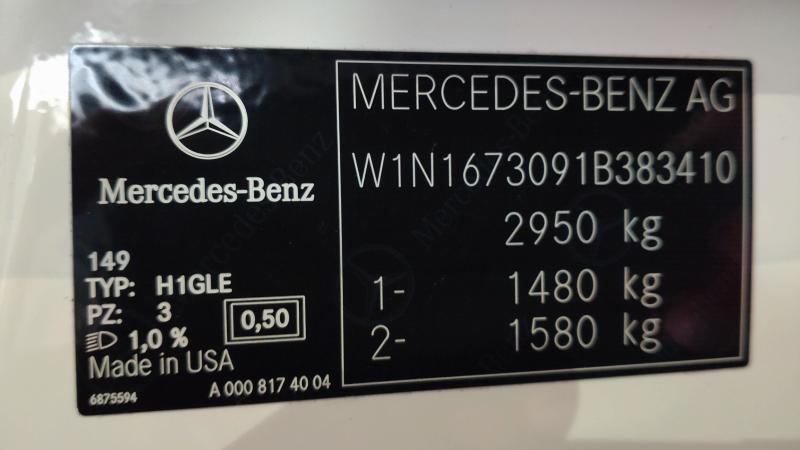 Mercedes-Benz
149
TYP: H1GLE
PZ: 3
1,0 %
0,50
Made in USA
6875594
A 000 817 40 04
MERCEDES-BENZ AG
W1N1673091B383410
2950 kg
1- 1480 kg
2- 1580 kg